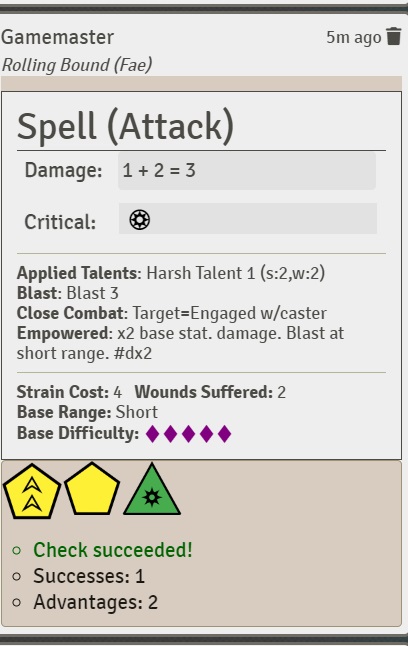 Gamemaster 5m ago
Rolling Bound (Fae)
Spell (Attack)
Damage: 1 + 2 = 3
Critical:
Applied Talents: Harsh Talent 1 (s:2,w:2)
Blast: Blast 3
Close Combat: Target=Engaged w/caster
Empowered: x2 base stat. damage. Blast at
short range. #dx2
Strain Cost: 4 Wounds Suffered: 2
Base Range: Short
Base Difficulty:
Check succeeded!
Successes: 1
Advantages: 2